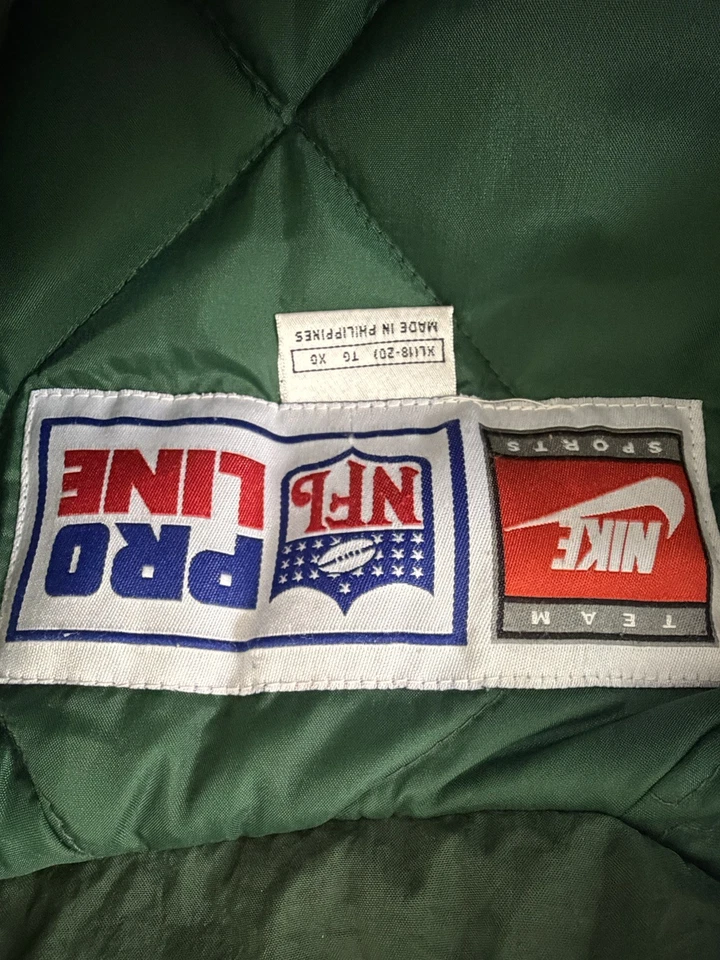 TEAM
NIKE
SPORTS
NFL
PRO
LINE
XL(18-20) TG XG
MADE IN PHILIPPINES